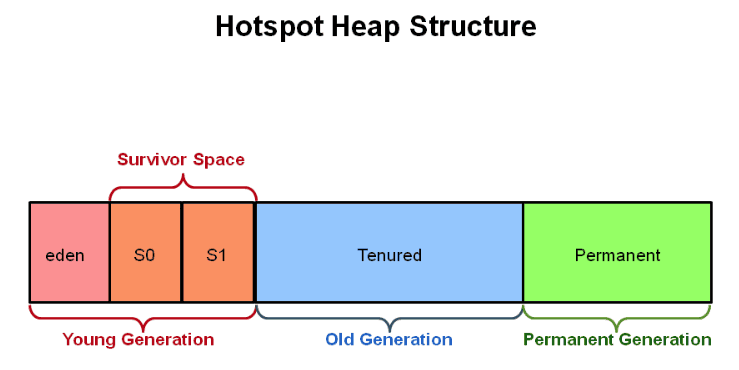 Hotspot Heap Structure
Survivor Space
eden
S0
S1
Tenured
Permanent
Young Generation
Old Generation
Permanent Generation